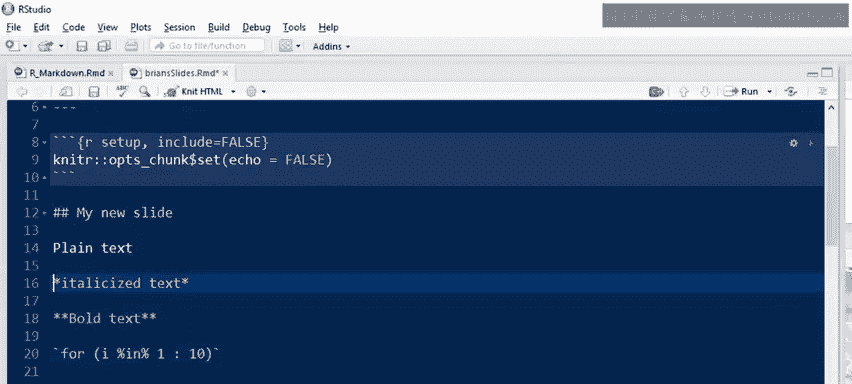 RStudio
File Edit Code View Plots Session Build Debug Tools Help
Go to file/function Addins
R_Markdown.Rmd briansSlides.Rmd*
ABC Knit HTML Run
6 ---
7
8 ```{r setup, include=FALSE}
9 knitr::opts_chunk$set(echo = FALSE)
10 ```
11
12 ## My new slide
13
14 Plain text
15
16 *italicized text*
17
18 **Bold text**
19
20 `for (i %in% 1 : 10)`
21